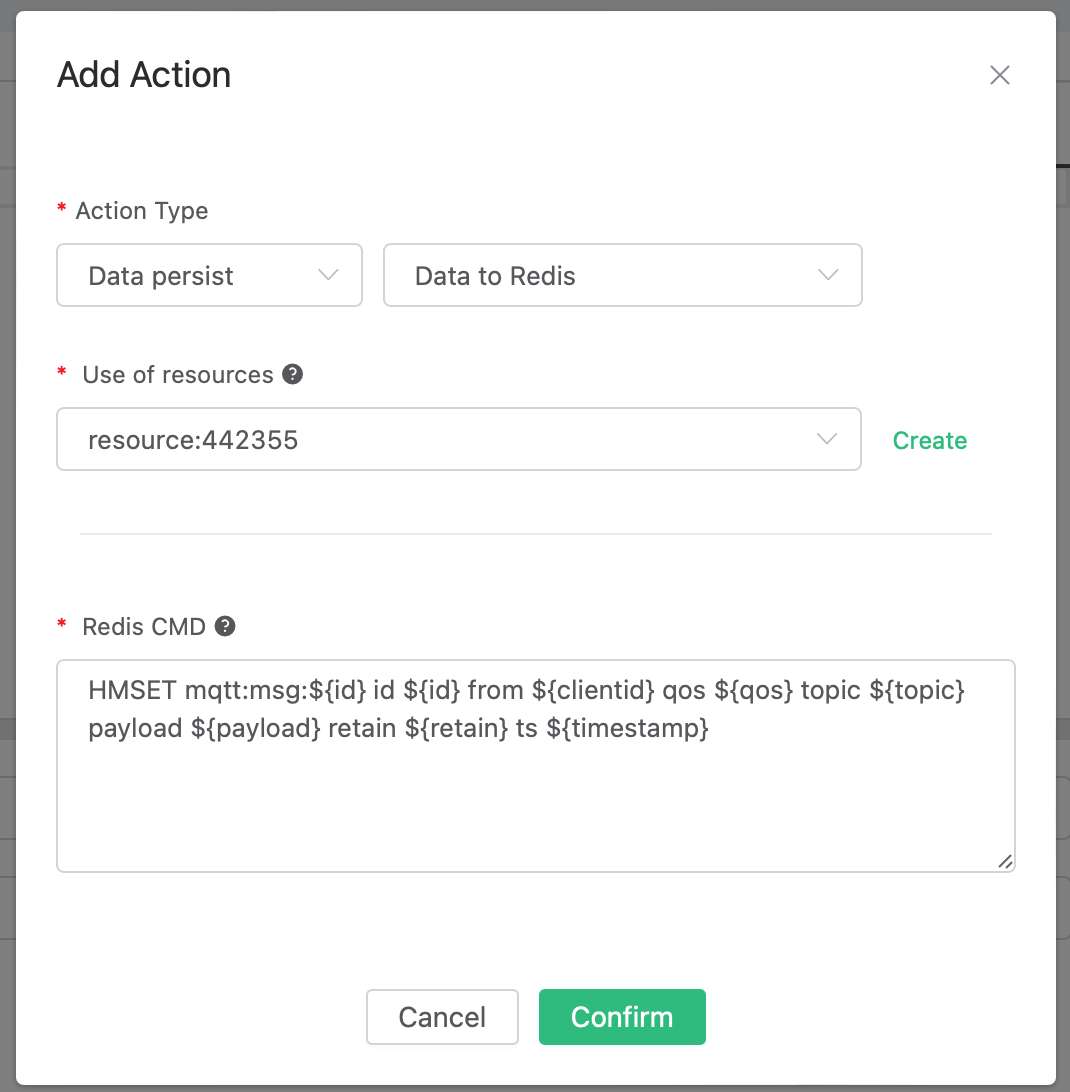 Add Action
* Action Type
Data persist
Data to Redis
* Use of resources ?
resource:442355
Create
* Redis CMD ?
HMSET mqtt:msg:${id} id ${id} from ${clientid} qos ${qos} topic ${topic}
payload ${payload} retain ${retain} ts ${timestamp}
Cancel
Confirm